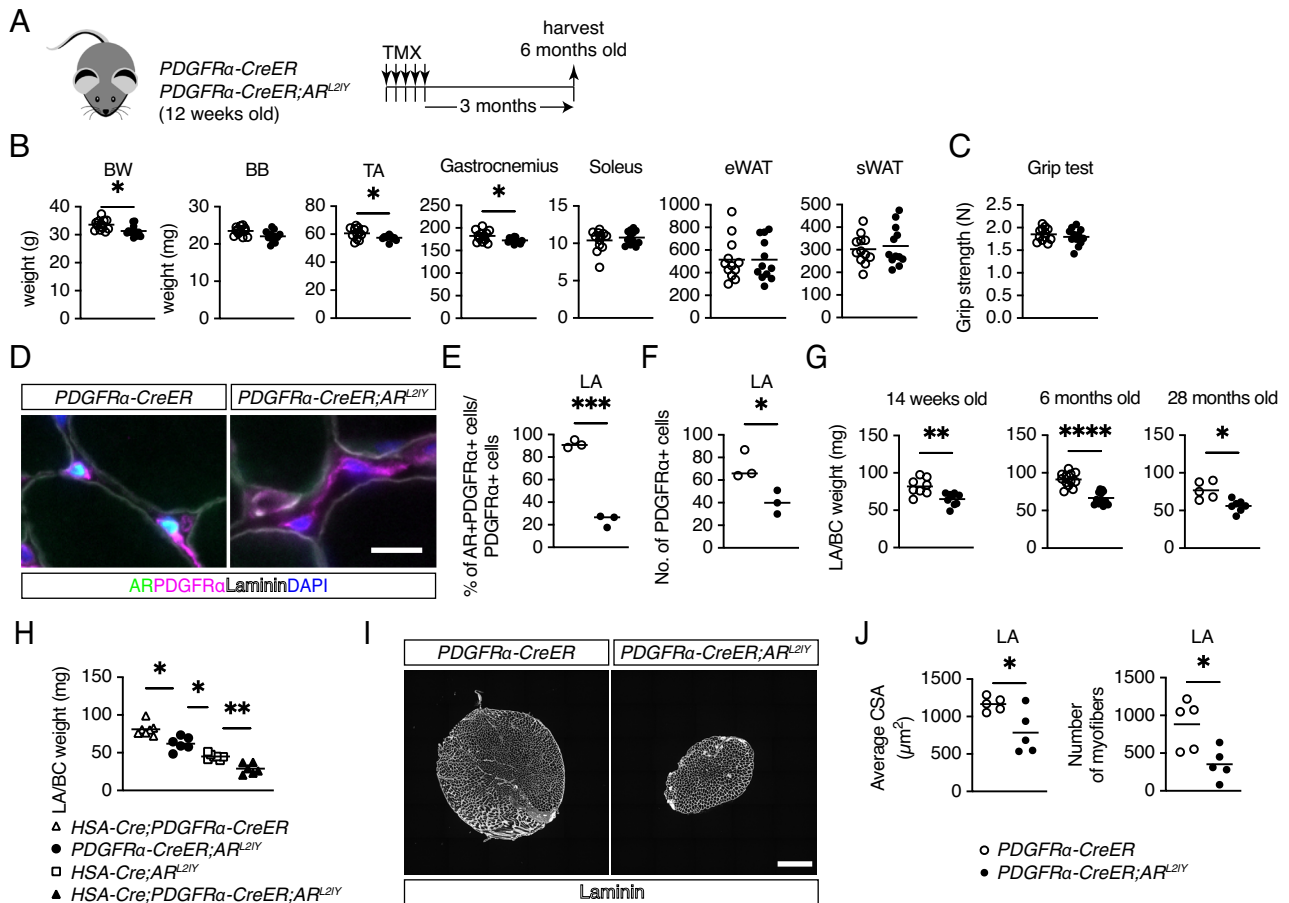 A
PDGFRα-CreER
PDGFRα-CreER;AR^L2IY
(12 weeks old)
TMX
harvest
6 months old
3 months
B
BW
*
weight (g)
40
30
20
10
0
BB
weight (mg)
30
20
10
0
TA
*
80
60
40
20
0
Gastrocnemius
*
250
200
150
100
50
0
Soleus
15
10
5
0
eWAT
1000
800
600
400
200
0
sWAT
500
400
300
200
100
0
C
Grip test
Grip strength (N)
2.5
2.0
1.5
1.0
0.5
0.0
D
PDGFRα-CreER
PDGFRα-CreER;AR^L2IY
ARPDGFRαLamininDAPI
E
LA
***
% of AR+PDGFRα+ cells/
PDGFRα+ cells
100
80
60
40
20
0
F
LA
*
No. of PDGFRα+ cells
100
80
60
40
20
0
G
LA/BC weight (mg)
14 weeks old
**
150
100
50
0
6 months old
****
150
100
50
0
28 months old
*
150
100
50
0
H
LA/BC weight (mg)
150
100
50
0
*
*
**
HSA-Cre;PDGFRα-CreER
PDGFRα-CreER;AR^L2IY
HSA-Cre;AR^L2IY
HSA-Cre;PDGFRα-CreER;AR^L2IY
I
PDGFRα-CreER
PDGFRα-CreER;AR^L2IY
Laminin
J
LA
*
Average CSA
(μm²)
1500
1000
500
0
LA
*
Number
of myofibers
1500
1000
500
0
PDGFRα-CreER
PDGFRα-CreER;AR^L2IY